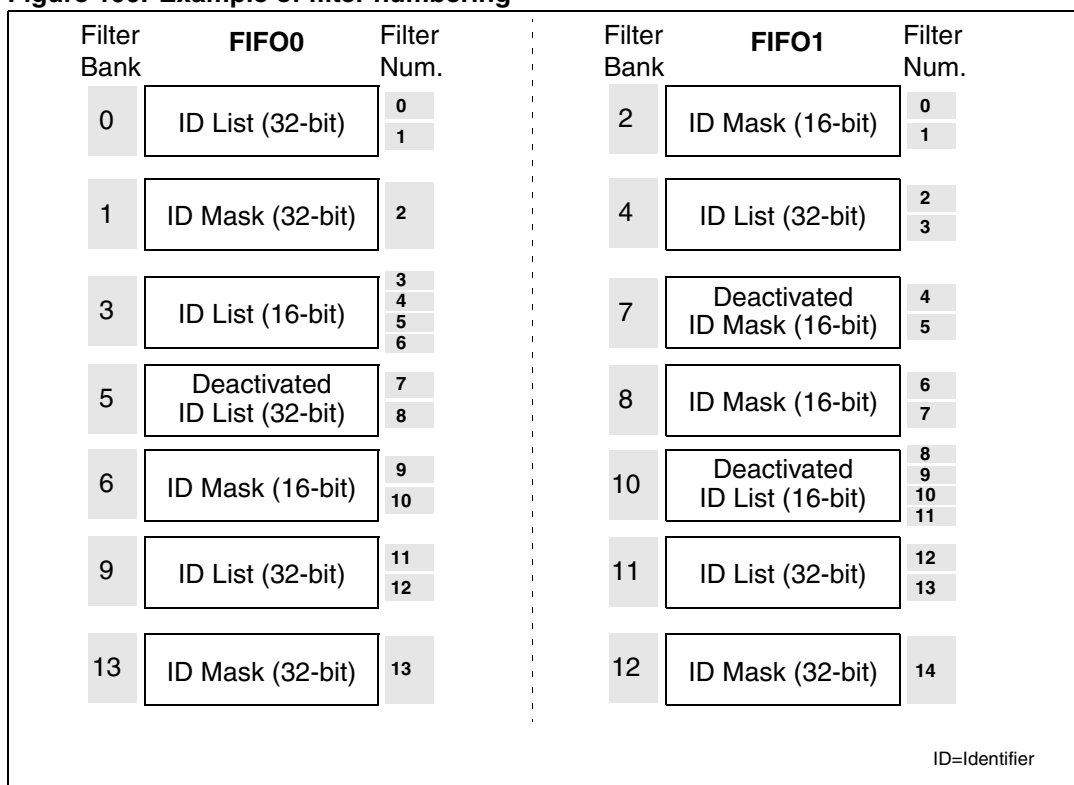 Figure Example of filter numbering
Filter Bank FIFO0 Filter Num.
0 ID List (32-bit) 0 1
1 ID Mask (32-bit) 2
3 ID List (16-bit) 3 4 5 6
5 Deactivated ID List (32-bit) 7 8
6 ID Mask (16-bit) 9 10
9 ID List (32-bit) 11 12
13 ID Mask (32-bit) 13
Filter Bank FIFO1 Filter Num.
2 ID Mask (16-bit) 0 1
4 ID List (32-bit) 2 3
7 Deactivated ID Mask (16-bit) 4 5
8 ID Mask (16-bit) 6 7
10 Deactivated ID List (16-bit) 8 9 10 11
11 ID List (32-bit) 12 13
12 ID Mask (32-bit) 14
ID=Identifier